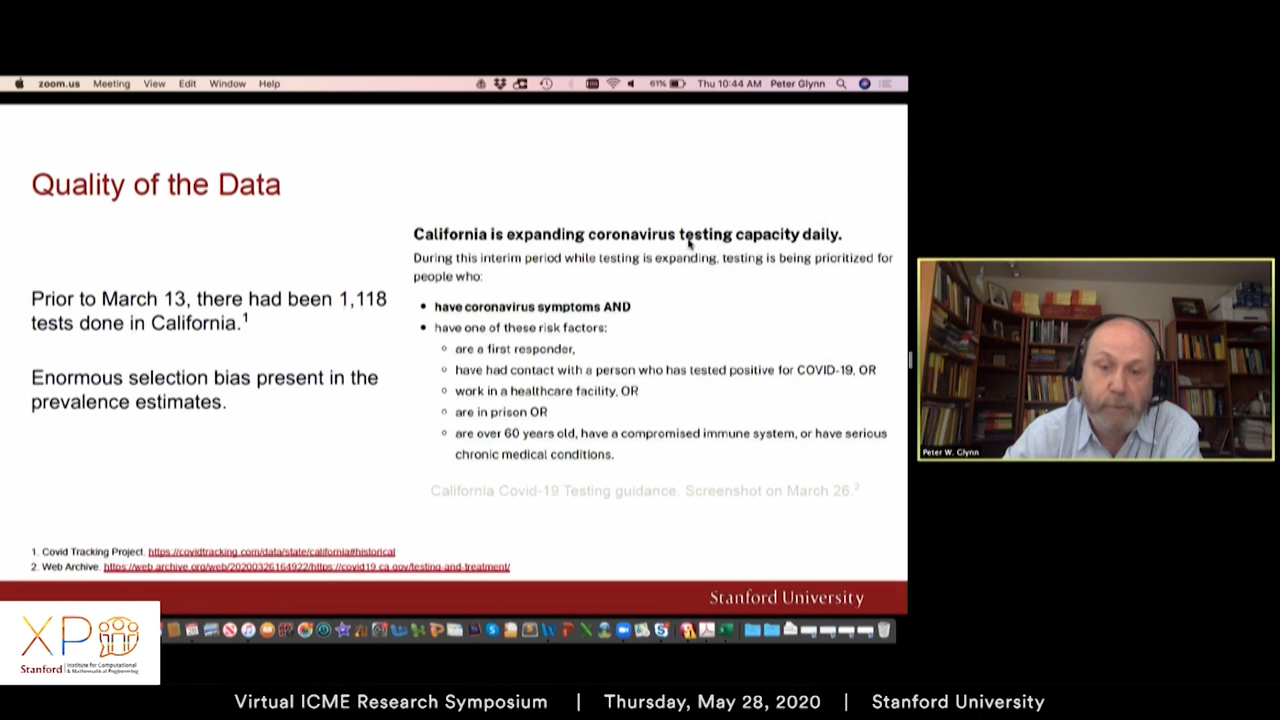 zoom.us Meeting View Edit Window Help 61% Thu 10:44 AM Peter Glynn
Quality of the Data
Prior to March 13, there had been 1,118
tests done in California.1
Enormous selection bias present in the
prevalence estimates.
California is expanding coronavirus testing capacity daily.
During this interim period while testing is expanding, testing is being prioritized for
people who:
• have coronavirus symptoms AND
• have one of these risk factors:
○ are a first responder,
○ have had contact with a person who has tested positive for COVID-19, OR
○ work in a healthcare facility, OR
○ are in prison OR
○ are over 60 years old, have a compromised immune system, or have serious
chronic medical conditions.
California Covid-19 Testing guidance. Screenshot on March 26.2
1. Covid Tracking Project. https://covidtracking.com/data/state/california#historical
2. Web Archive. https://web.archive.org/web/20200326164922/https://covid19.ca.gov/testing-and-treatment/
Stanford University
Peter W. Glynn
XP
Stanford | Institute for Computational
& Mathematical Engineering
Virtual ICME Research Symposium | Thursday, May 28, 2020 | Stanford University